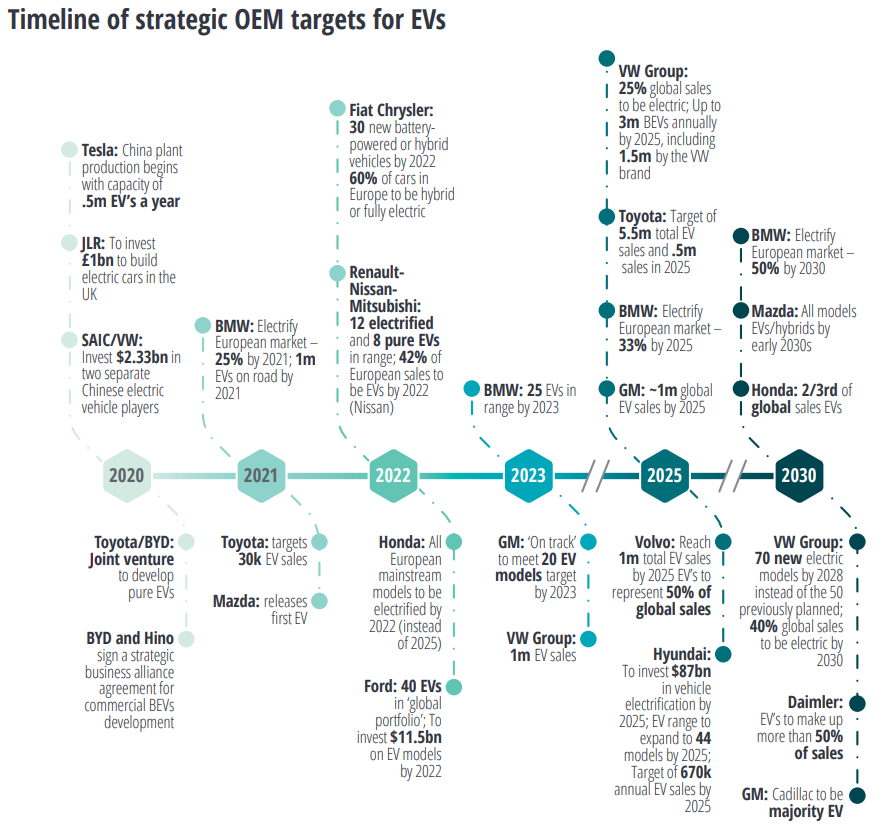 Timeline of strategic OEM targets for EVs
Tesla: China plant
production begins
with capacity of
.5m EV's a year
JLR: To invest
£1bn to build
electric cars in the
UK
SAIC/VW:
Invest $2.33bn in
two separate
Chinese electric
vehicle players
BMW: Electrify
European market –
25% by 2021; 1m
EVs on road by
2021
Fiat Chrysler:
30 new battery-
powered or hybrid
vehicles by 2022
60% of cars in
Europe to be hybrid
or fully electric
Renault-
Nissan-
Mitsubishi:
12 electrified
and 8 pure EVs
in range; 42% of
European sales to
be EVs by 2022
(Nissan)
BMW: 25 EVs in
range by 2023
VW Group:
25% global sales
to be electric; Up to
3m BEVs annually
by 2025, including
1.5m by the VW
brand
Toyota: Target of
5.5m total EV
sales and .5m
sales in 2025
BMW: Electrify
European market –
33% by 2025
GM: ~1m global
EV sales by 2025
BMW: Electrify
European market –
50% by 2030
Mazda: All models
EVs/hybrids by
early 2030s
Honda: 2/3rd of
global sales EVs
2020
2021
2022
2023
2025
2030
Toyota/BYD:
Joint venture
to develop
pure EVs
BYD and Hino
sign a strategic
business alliance
agreement for
commercial BEVs
development
Toyota: targets
30k EV sales
Mazda: releases
first EV
Honda: All
European
mainstream
models to be
electrified by
2022 (instead
of 2025)
Ford: 40 EVs
in 'global
portfolio'; To
invest $11.5bn
on EV models
by 2022
GM: 'On track'
to meet 20 EV
models target
by 2023
VW Group:
1m EV sales
Volvo: Reach
1m total EV sales
by 2025 EV's to
represent 50% of
global sales
Hyundai:
To invest $87bn
in vehicle
electrification by
2025; EV range to
expand to 44
models by 2025;
Target of 670k
annual EV sales by
2025
VW Group:
70 new electric
models by 2028
instead of the 50
previously planned;
40% global sales
to be electric by
2030
Daimler:
EV's to make up
more than 50%
of sales
GM: Cadillac to be
majority EV